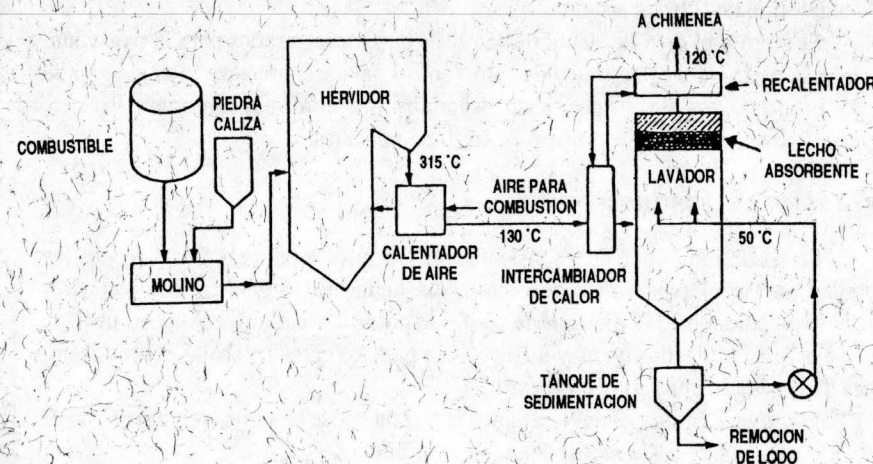 A CHIMENEA
120 °C
RECALENTADOR
PIEDRA
CALIZA
HERVIDOR
COMBUSTIBLE
LECHO
ABSORBENTE
315 °C
LAVADOR
AIRE PARA
COMBUSTION
130 °C
50 °C
CALENTADOR
DE AIRE
MOLINO
INTERCAMBIADOR
DE CALOR
TANQUE DE
SEDIMENTACION
REMOCION
DE LODO